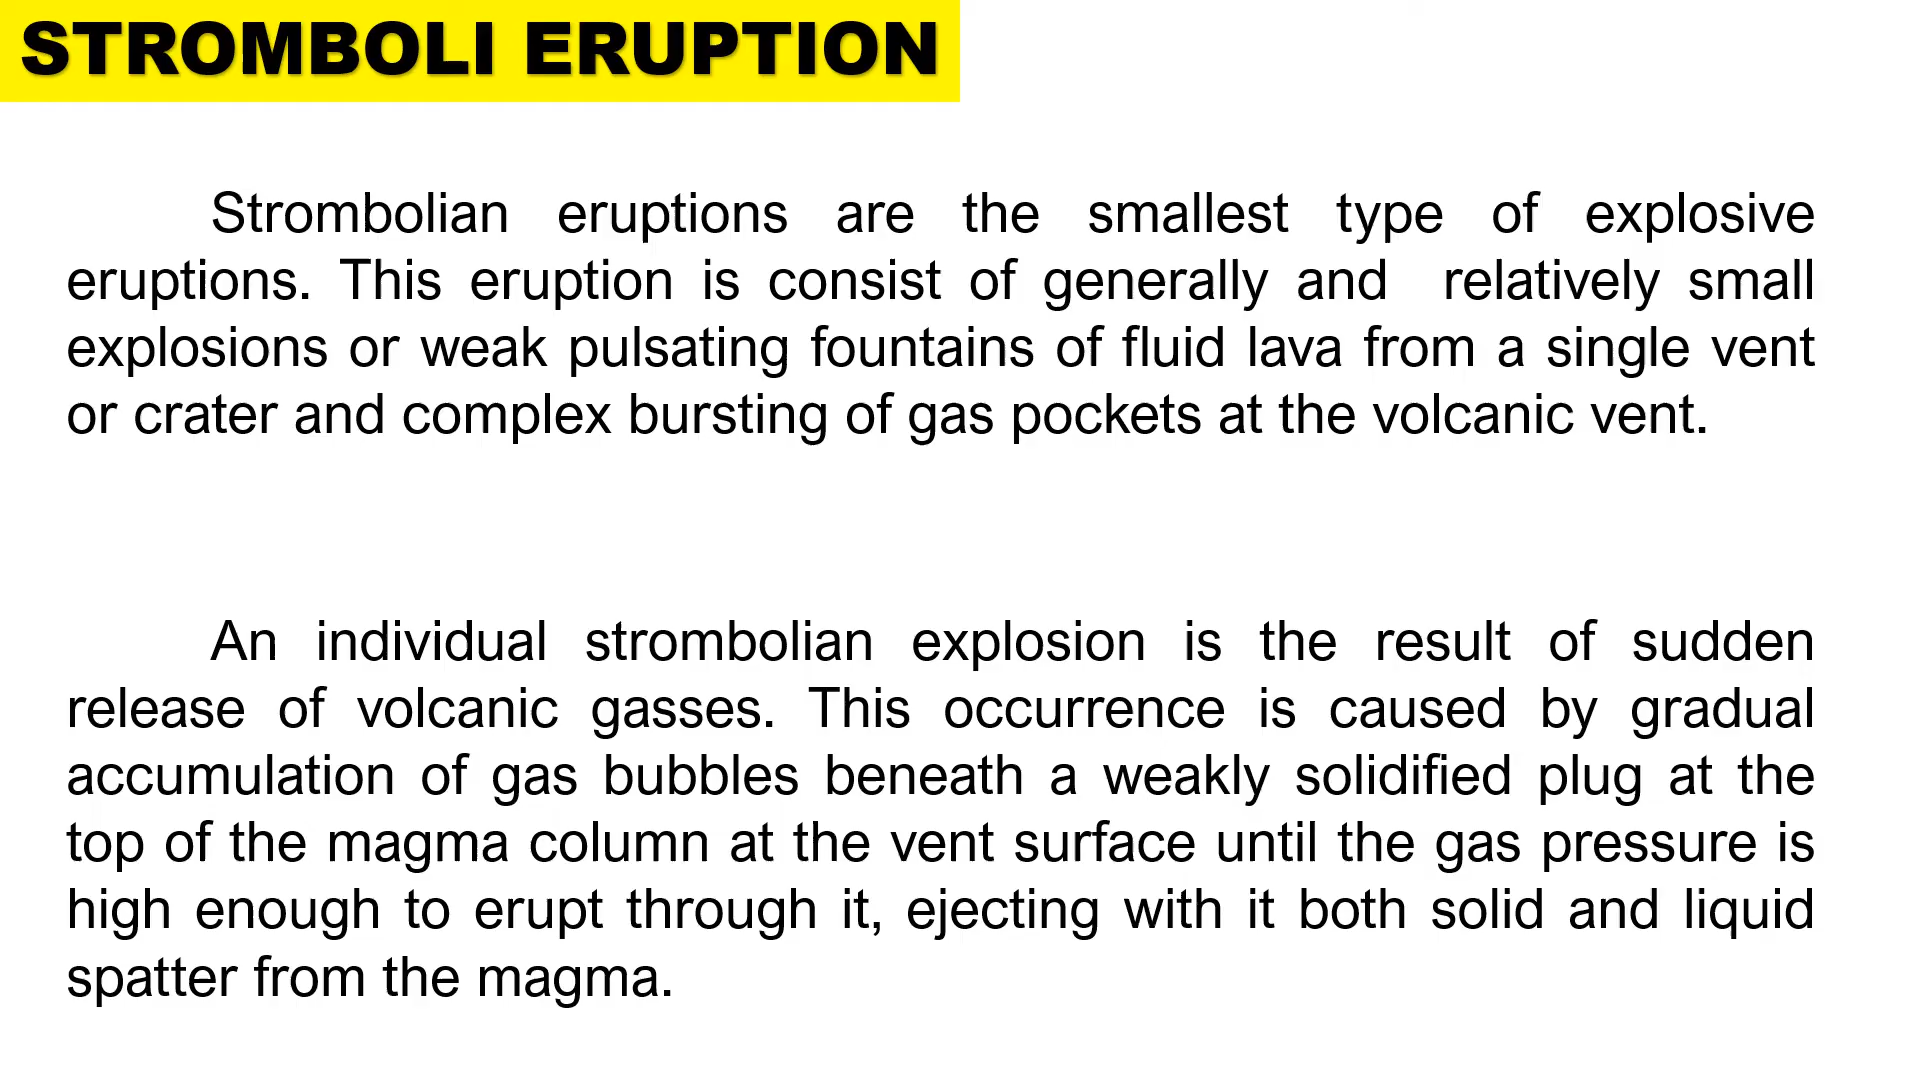 STROMBOLI ERUPTION
Strombolian eruptions are the smallest type of explosive
eruptions. This eruption is consist of generally and relatively small
explosions or weak pulsating fountains of fluid lava from a single vent
or crater and complex bursting of gas pockets at the volcanic vent.
An individual strombolian explosion is the result of sudden
release of volcanic gasses. This occurrence is caused by gradual
accumulation of gas bubbles beneath a weakly solidified plug at the
top of the magma column at the vent surface until the gas pressure is
high enough to erupt through it, ejecting with it both solid and liquid
spatter from the magma.